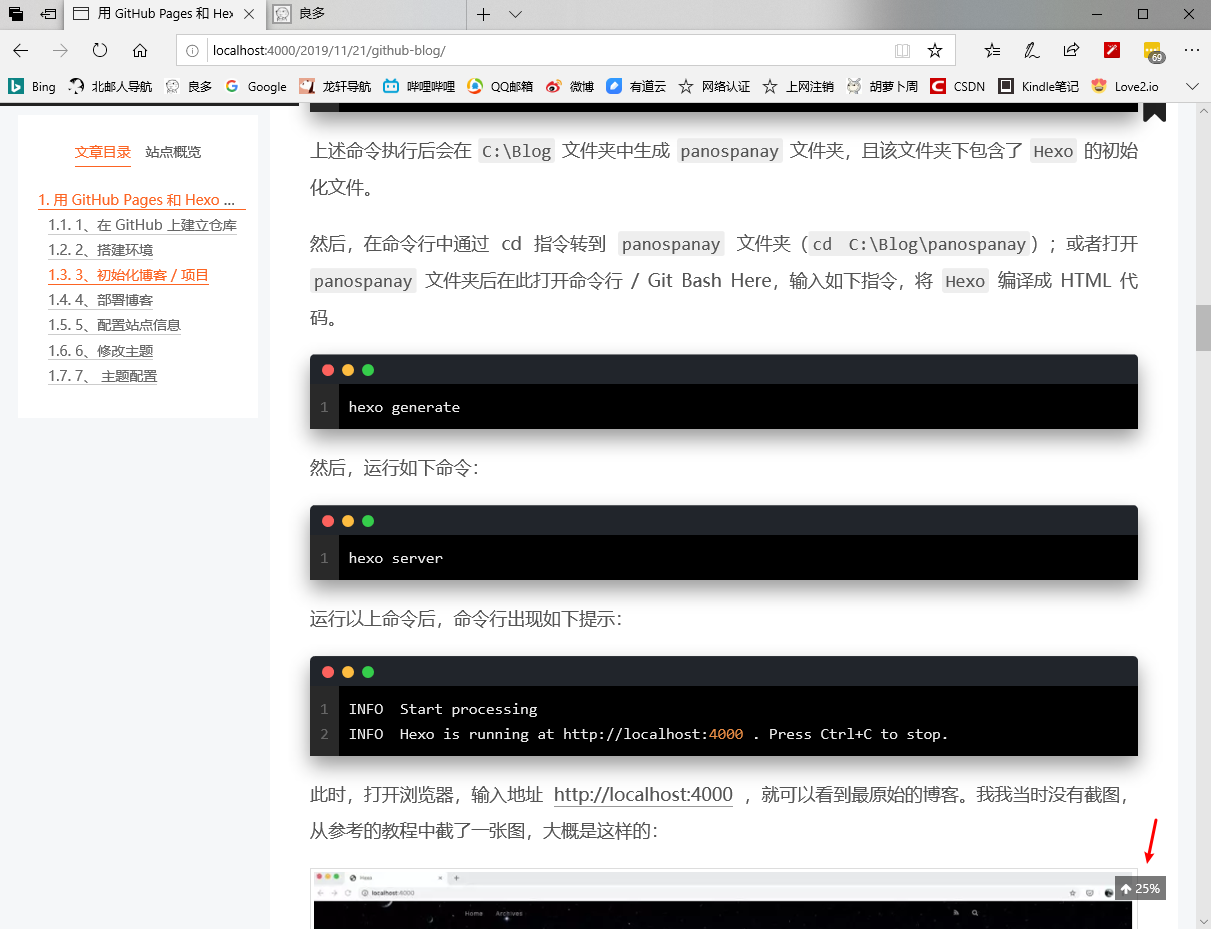 用 GitHub Pages 和 Hex
良多
localhost:4000/2019/11/21/github-blog/
69
Bing 北邮人导航 良多 Google 龙轩导航 哔哩哔哩 QQ邮箱 微博 有道云 网络认证 上网注销 胡萝卜周 CSDN Kindle笔记 Love2.io
文章目录 站点概览
1. 用 GitHub Pages 和 Hexo ...
1.1. 1、在 GitHub 上建立仓库
1.2. 2、搭建环境
1.3. 3、初始化博客 / 项目
1.4. 4、部署博客
1.5. 5、配置站点信息
1.6. 6、修改主题
1.7. 7、 主题配置
上述命令执行后会在 C:\Blog 文件夹中生成 panospanay 文件夹，且该文件夹下包含了 Hexo 的初始
化文件。
然后，在命令行中通过 cd 指令转到 panospanay 文件夹（cd C:\Blog\panospanay）；或者打开
panospanay 文件夹后在此打开命令行 / Git Bash Here，输入如下指令，将 Hexo 编译成 HTML 代
码。
1 hexo generate
然后，运行如下命令：
1 hexo server
运行以上命令后，命令行出现如下提示：
1 INFO  Start processing
2 INFO  Hexo is running at http://localhost:4000 . Press Ctrl+C to stop.
此时，打开浏览器，输入地址 http://localhost:4000 ，就可以看到最原始的博客。我我当时没有截图，
从参考的教程中截了一张图，大概是这样的：
Hexo
localhost:4000
Home Archives
25%